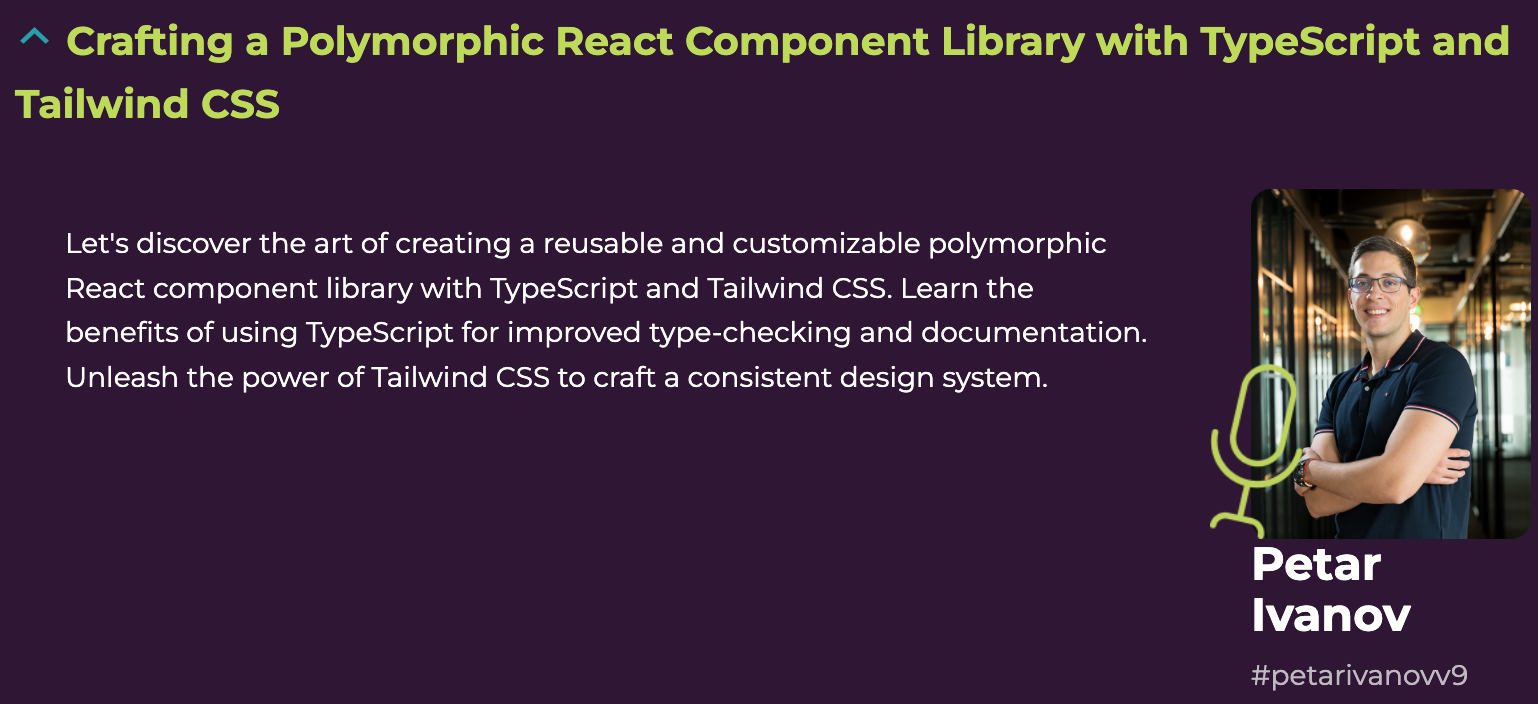 Crafting a Polymorphic React Component Library with TypeScript and
Tailwind CSS
Let's discover the art of creating a reusable and customizable polymorphic
React component library with TypeScript and Tailwind CSS. Learn the
benefits of using TypeScript for improved type-checking and documentation.
Unleash the power of Tailwind CSS to craft a consistent design system.
Petar
Ivanov
#petarivanovv9